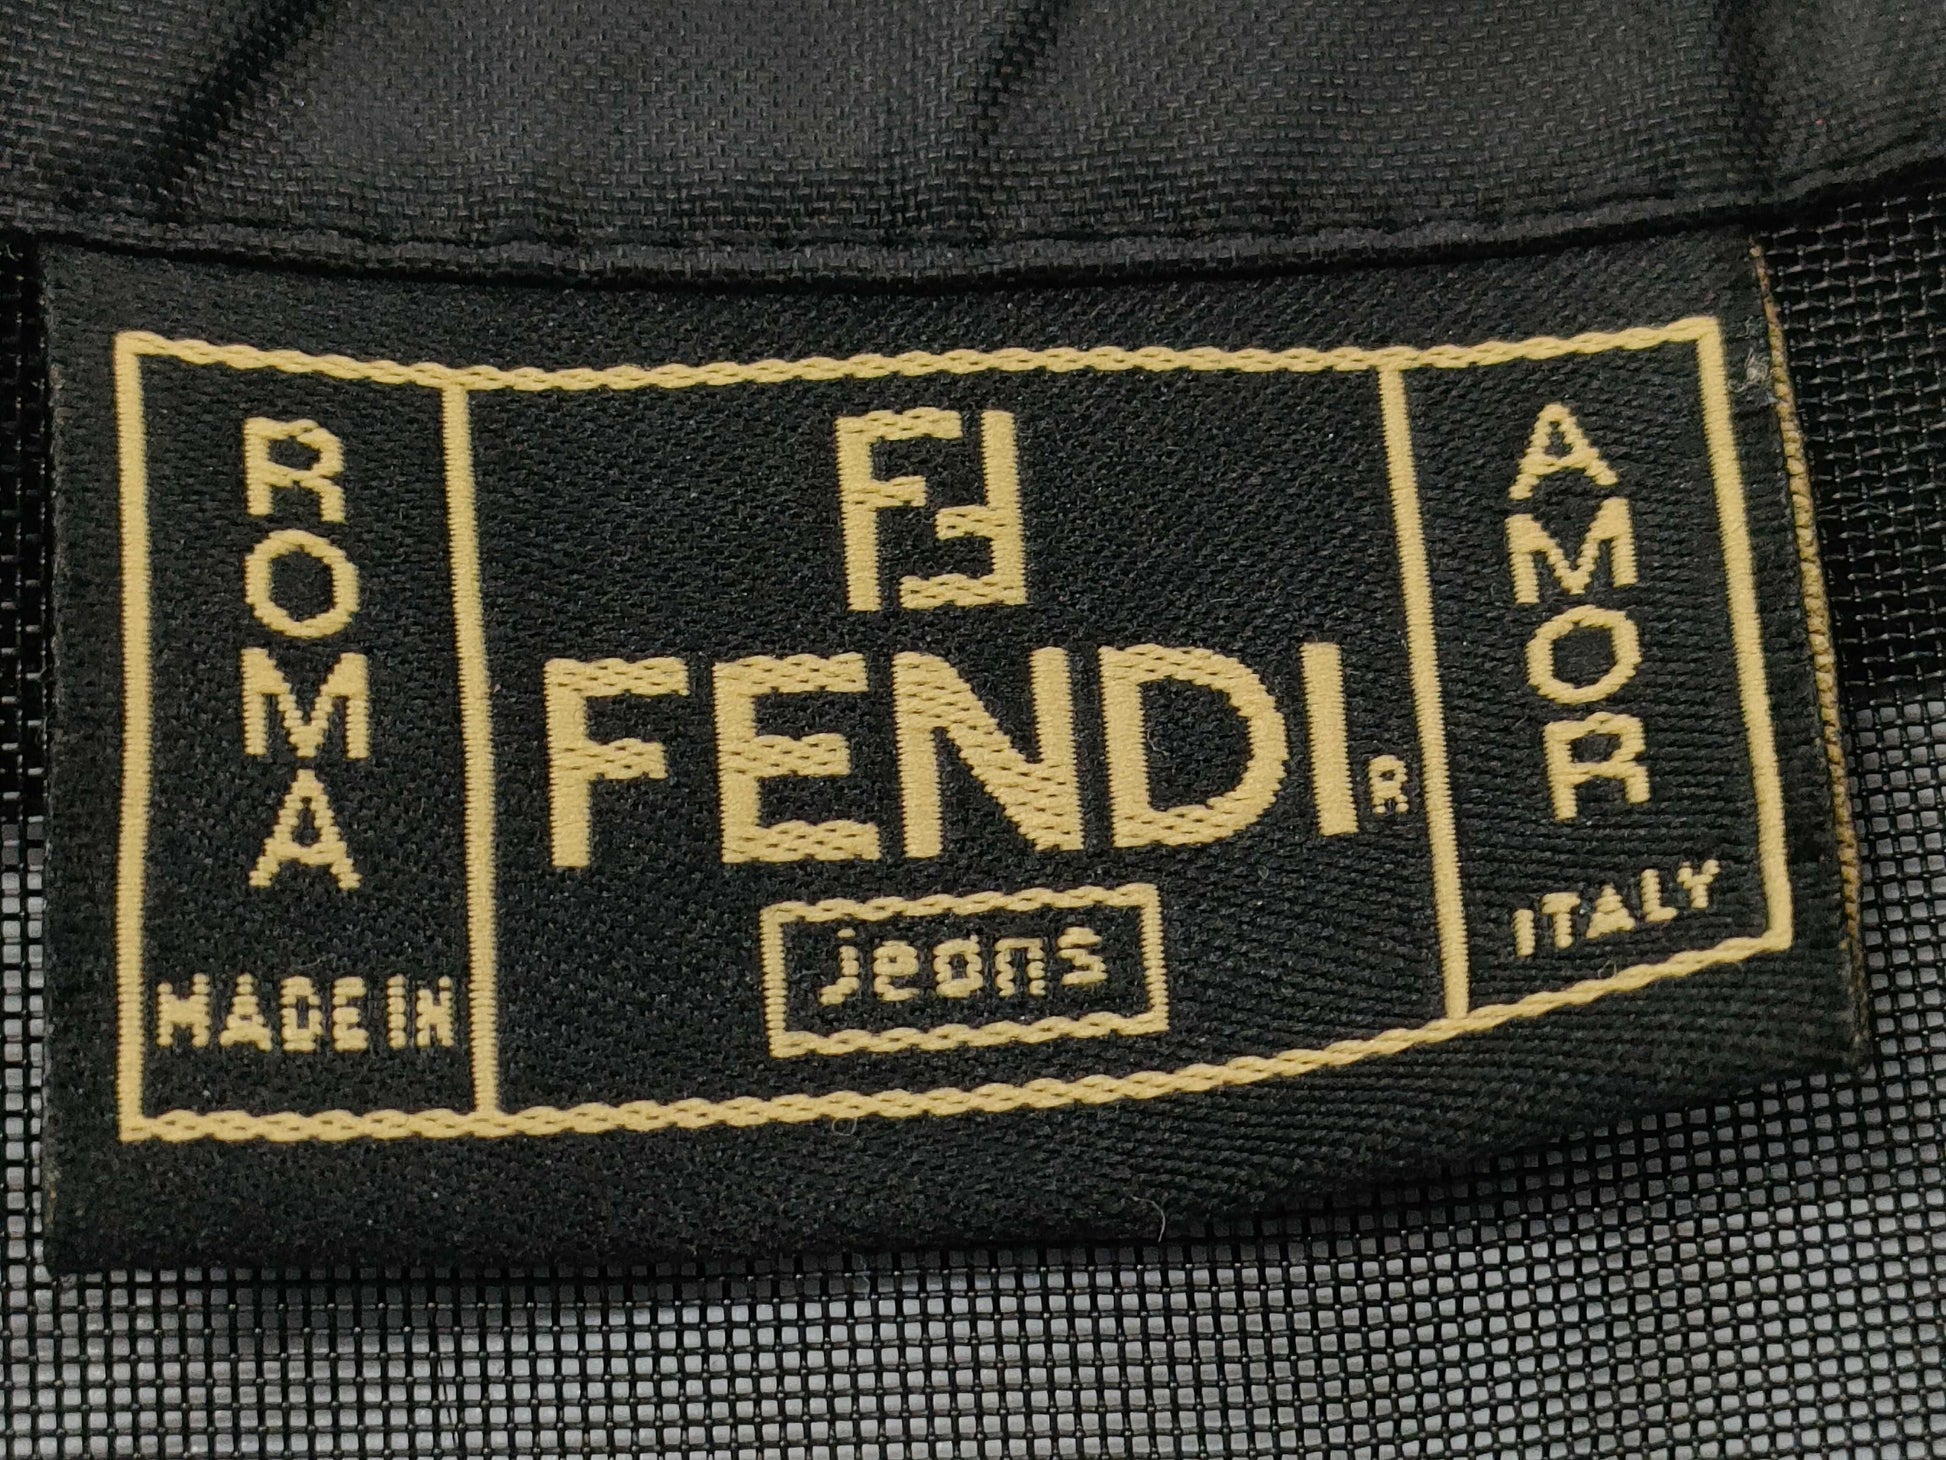 ROMA
MADE IN
FF
FENDI R
jeans
AMOR
ITALY